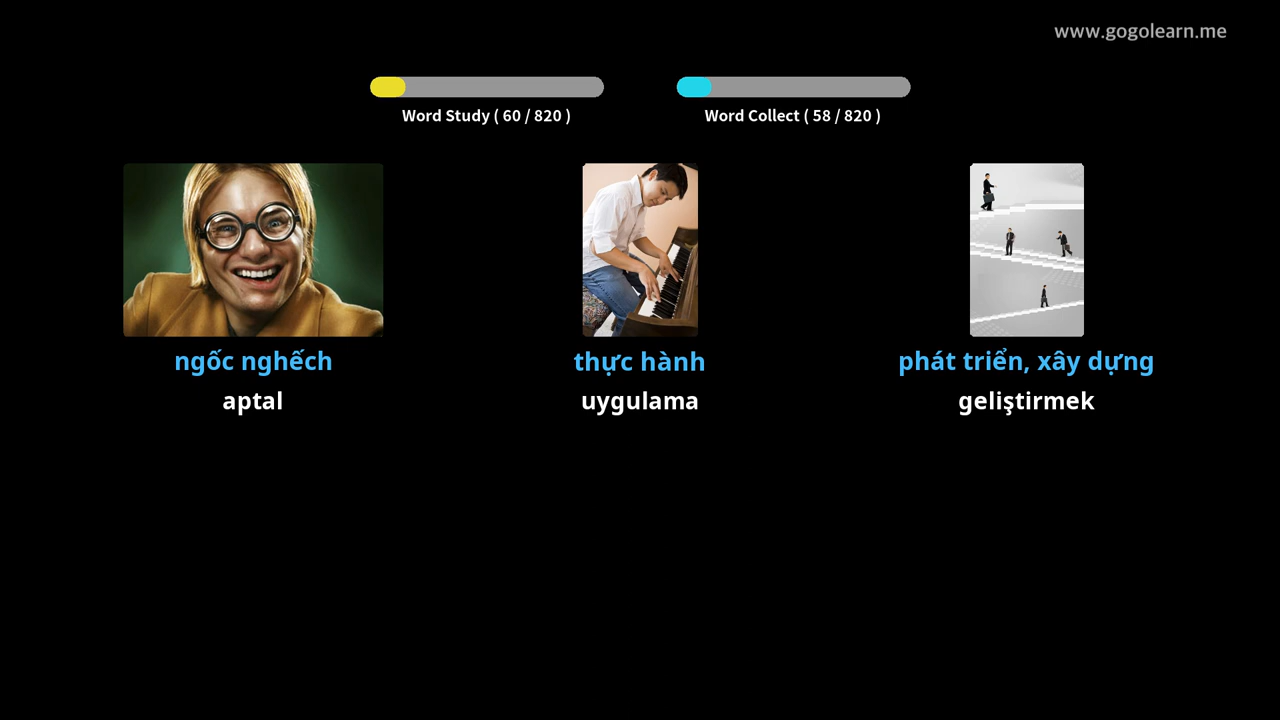 www.gogolearn.me
Word Study ( 60 / 820 )
Word Collect ( 58 / 820 )
ngốc nghếch
thực hành
phát triển, xây dựng
aptal
uygulama
geliştirmek